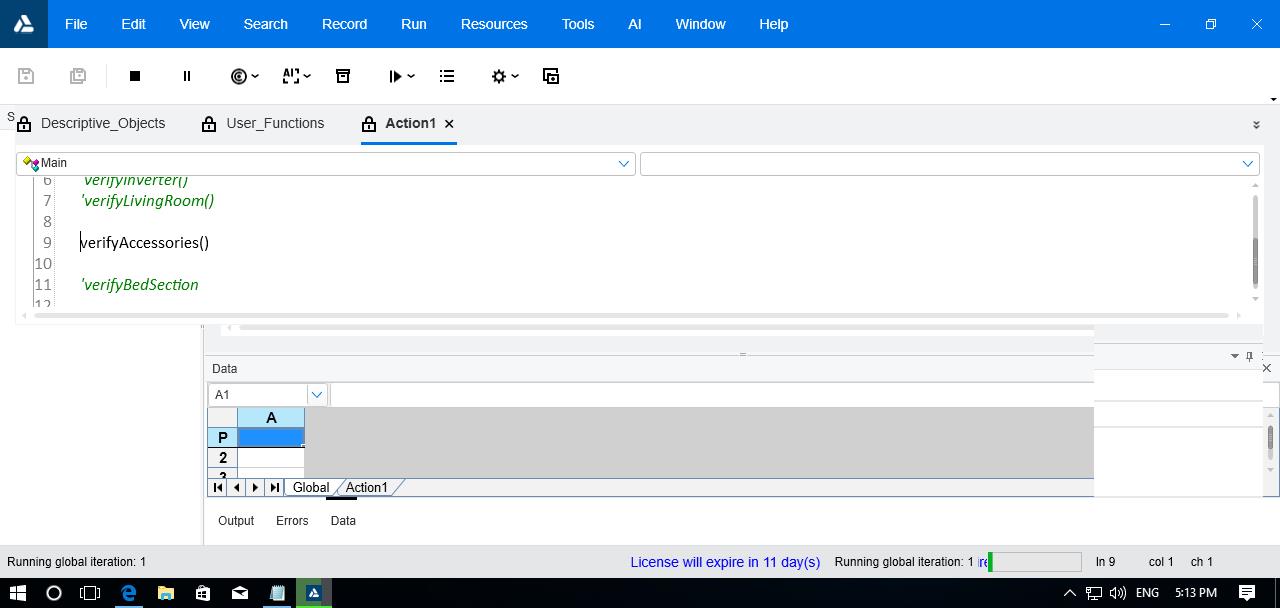 File Edit View Search Record Run Resources Tools AI Window Help
AI
S
Descriptive_Objects User_Functions Action1
Main
6 'verifyInverter()
7 'verifyLivingRoom()
8
9 verifyAccessories()
10
11 'verifyBedSection
12
Data
A1
A
P
2
3
Global Action1
Output Errors Data
Running global iteration: 1 License will expire in 11 day(s) Running global iteration: 1 ln 9 col 1 ch 1
ENG 5:13 PM